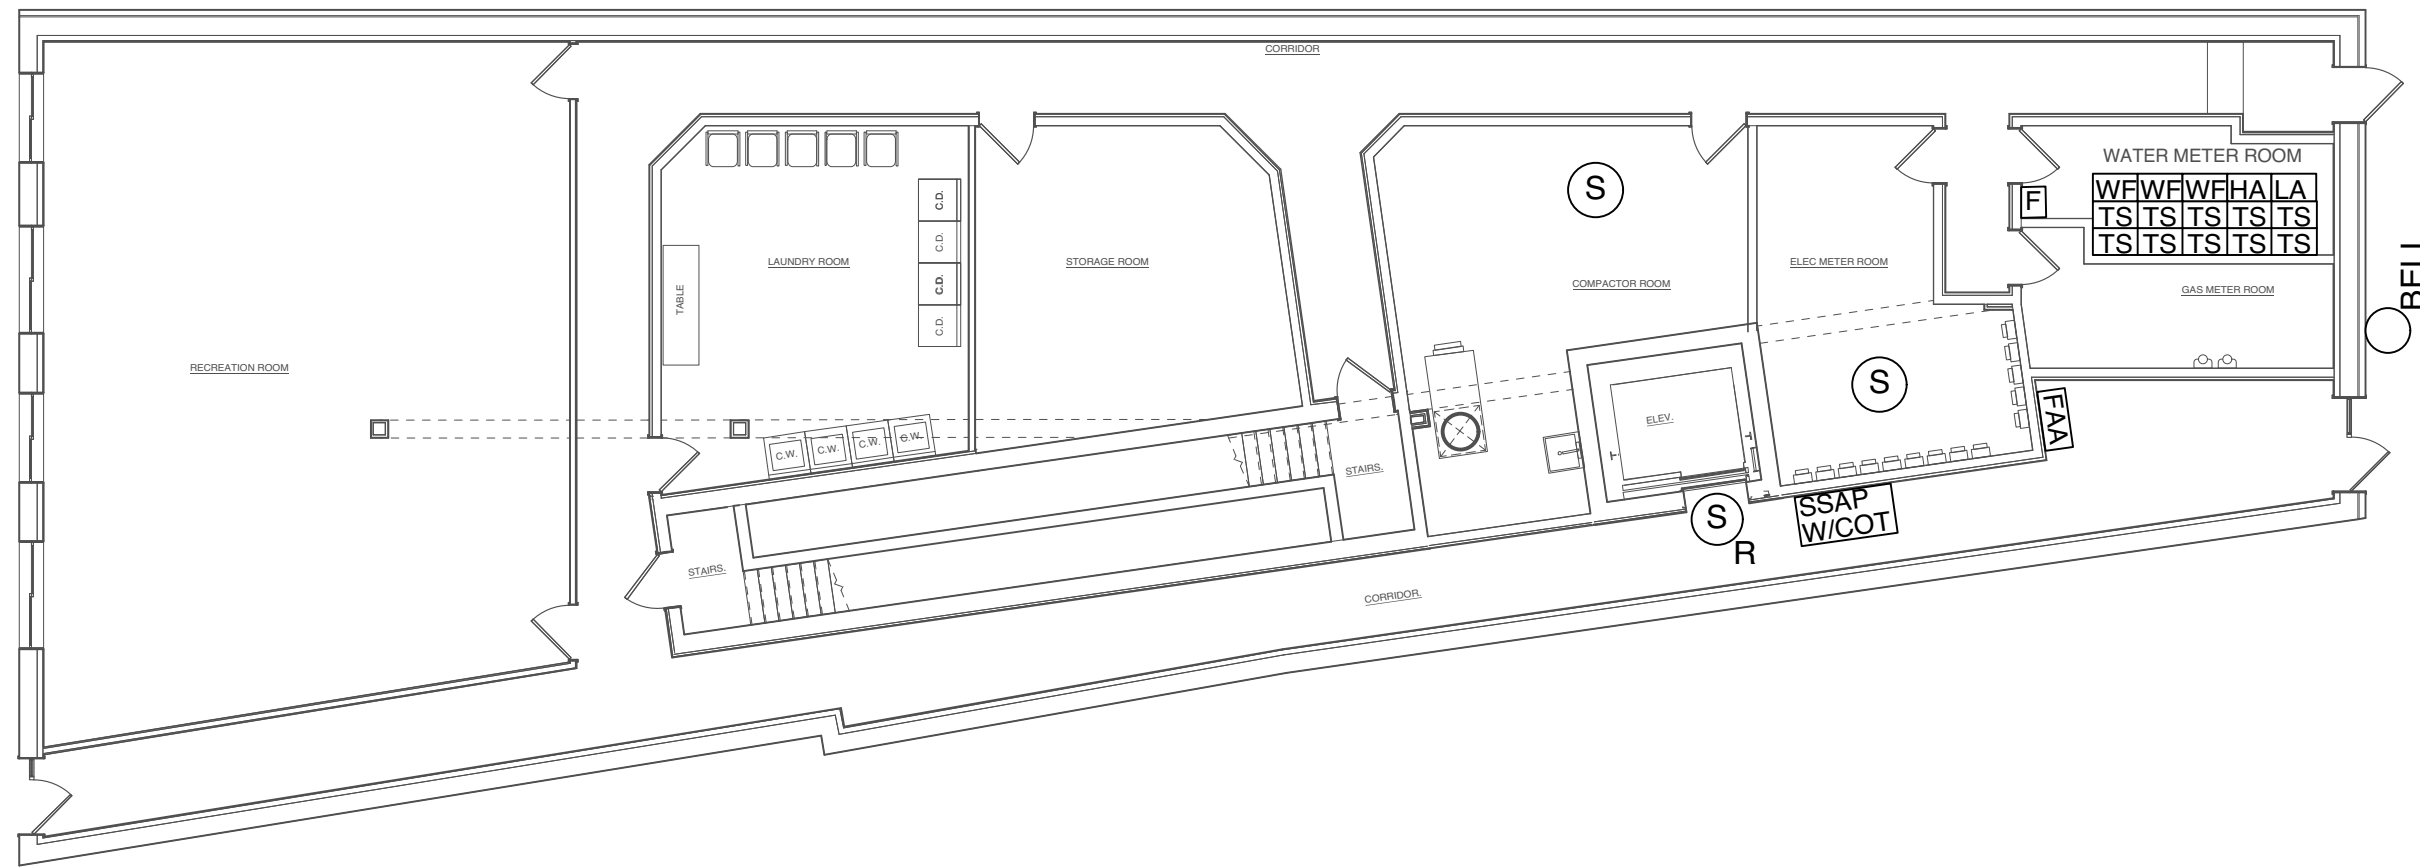 CORRIDOR
WATER METER ROOM
WF WF WF HA LA
TS TS TS TS TS
TS TS TS TS TS
F
S
C.D.
C.D.
C.D.
C.D.
TABLE
LAUNDRY ROOM
STORAGE ROOM
COMPACTOR ROOM
ELEC METER ROOM
GAS METER ROOM
BELL
RECREATION ROOM
S
FAA
ELEV.
C.W.
C.W.
C.W.
C.W.
STAIRS.
SSAP
W/COT
S
R
STAIRS.
CORRIDOR.